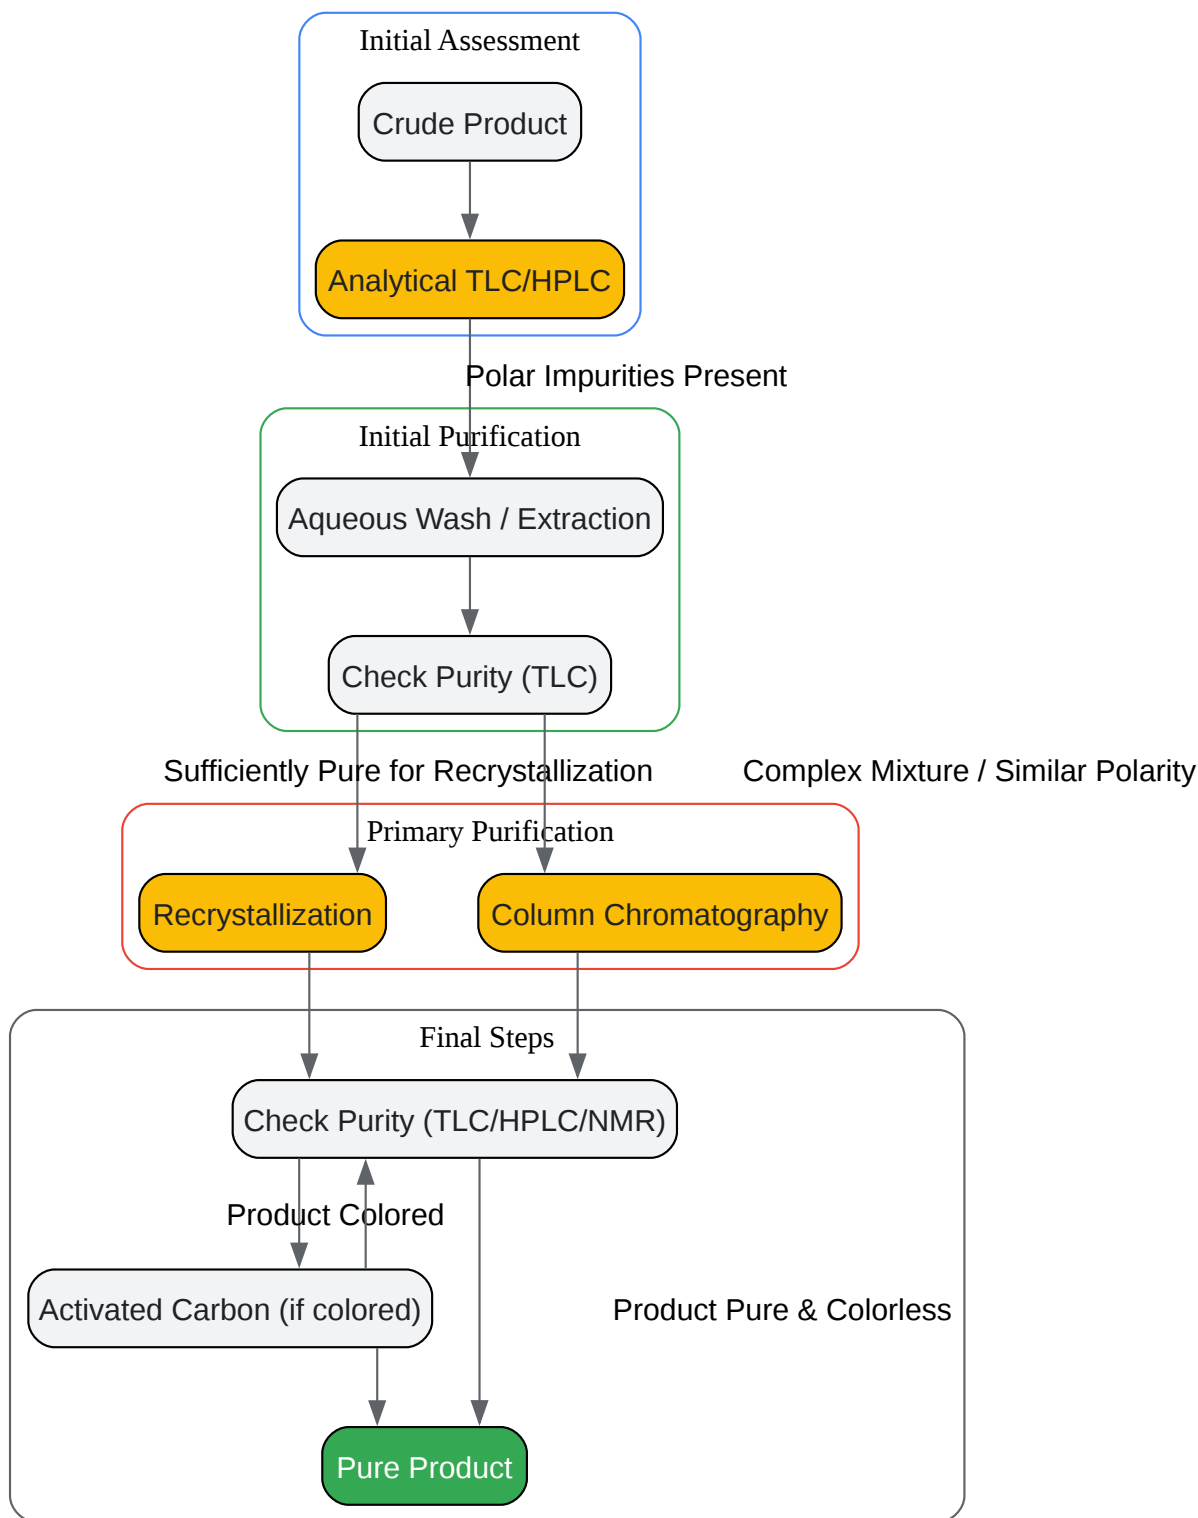 Initial Assessment
Crude Product
Analytical TLC/HPLC
Polar Impurities Present
Initial Purification
Aqueous Wash / Extraction
Check Purity (TLC)
Sufficiently Pure for Recrystallization
Complex Mixture / Similar Polarity
Primary Purification
Recrystallization
Column Chromatography
Final Steps
Check Purity (TLC/HPLC/NMR)
Product Colored
Activated Carbon (if colored)
Product Pure & Colorless
Pure Product